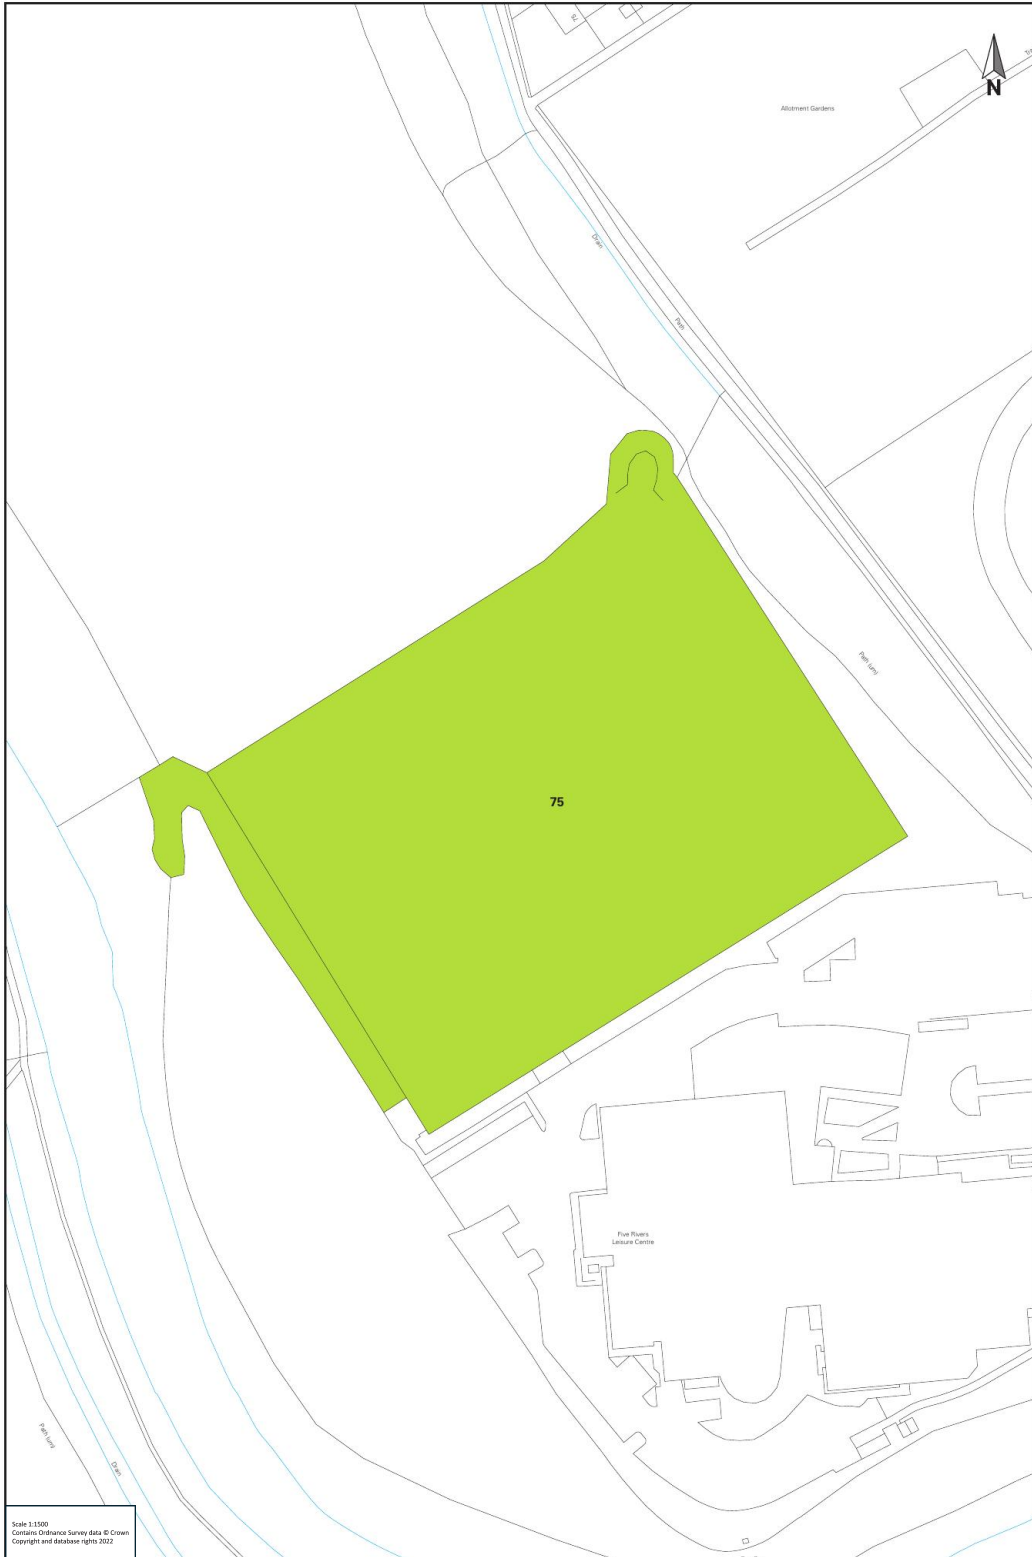 75
N
Allotment Gardens
Drain
Path
Path (um)
75
Five Rivers
Leisure Centre
Path (um)
Drain
Scale 1:1500
Contains Ordnance Survey data © Crown
Copyright and database rights 2022